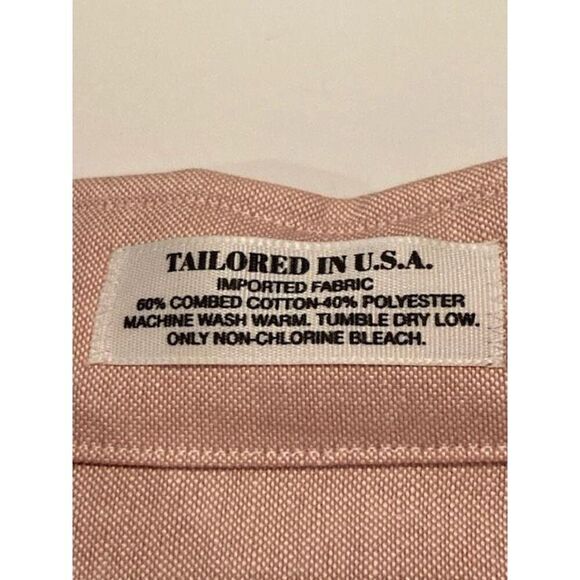 TAILORED IN U.S.A.
IMPORTED FABRIC
60% COMBED COTTON-40% POLYESTER
MACHINE WASH WARM. TUMBLE DRY LOW.
ONLY NON-CHLORINE BLEACH.